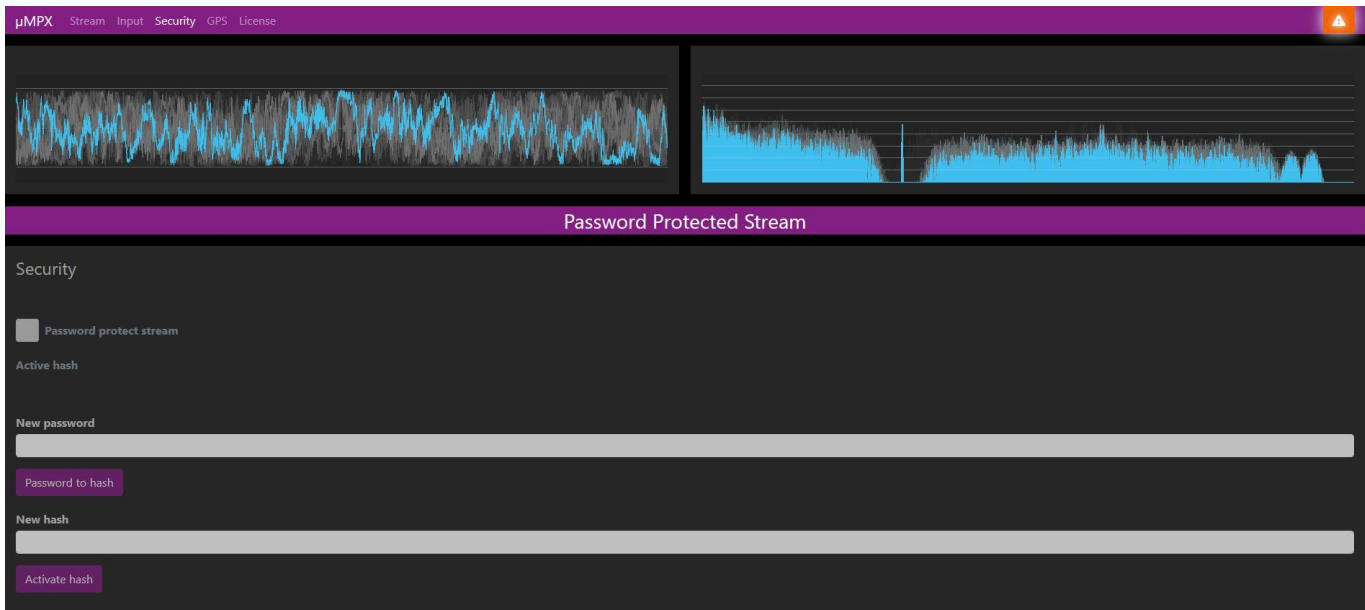 µMPX Stream Input Security GPS License
Password Protected Stream
Security
Password protect stream
Active hash
New password
Password to hash
New hash
Activate hash